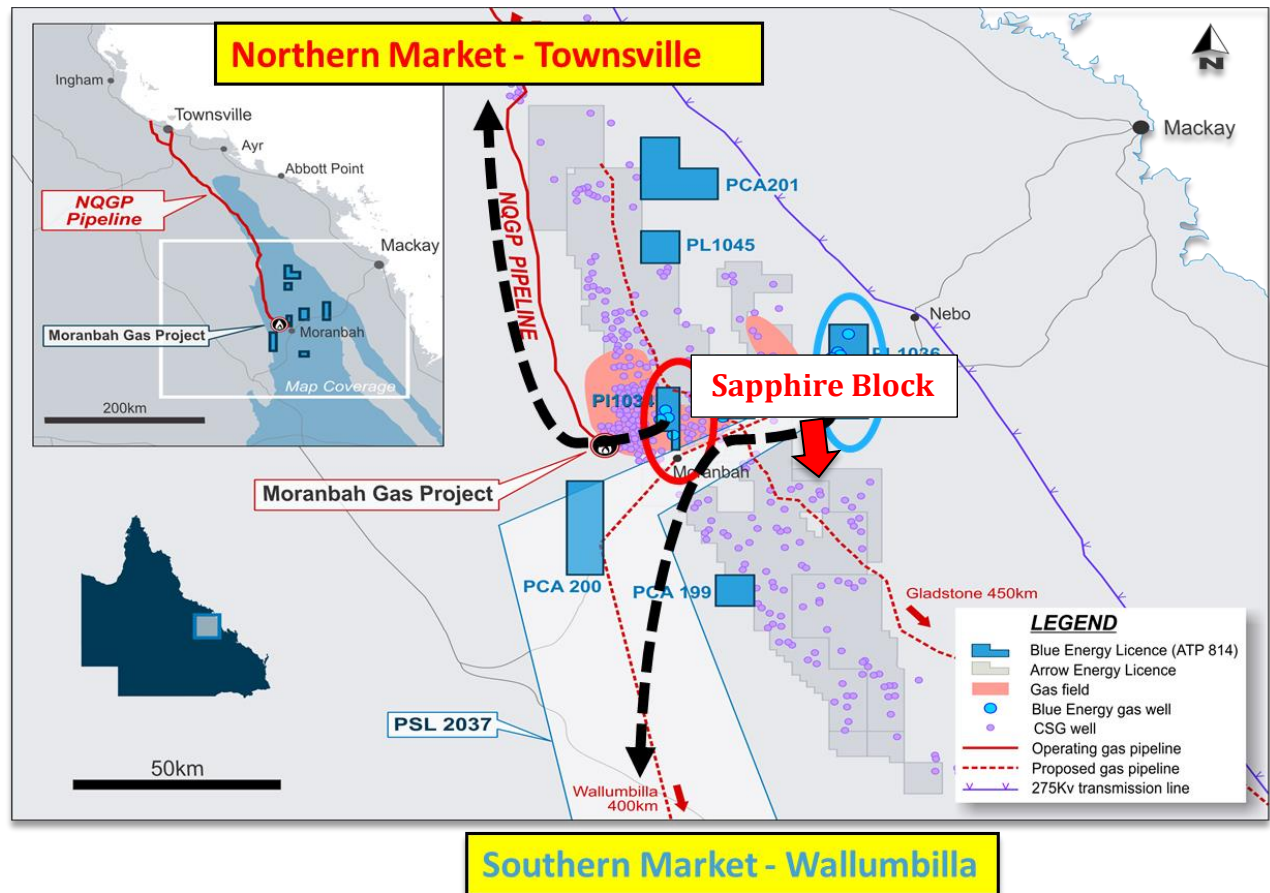 Northern Market - Townsville
N
Ingham
Townsville
Ayr
Abbott Point
NQGP
Pipeline
Mackay
Moranbah Gas Project
Moranbah
Map Coverage
200km
Mackay
PCA201
NQGP PIPELINE
PL1045
Nebo
PL1036
Sapphire Block
Pl1034
Moranbah
Moranbah Gas Project
PCA 200
PCA 199
Gladstone 450km
PSL 2037
50km
Wallumbilla
400km
LEGEND
Blue Energy Licence (ATP 814)
Arrow Energy Licence
Gas field
Blue Energy gas well
CSG well
Operating gas pipeline
Proposed gas pipeline
275Kv transmission line
Southern Market - Wallumbilla